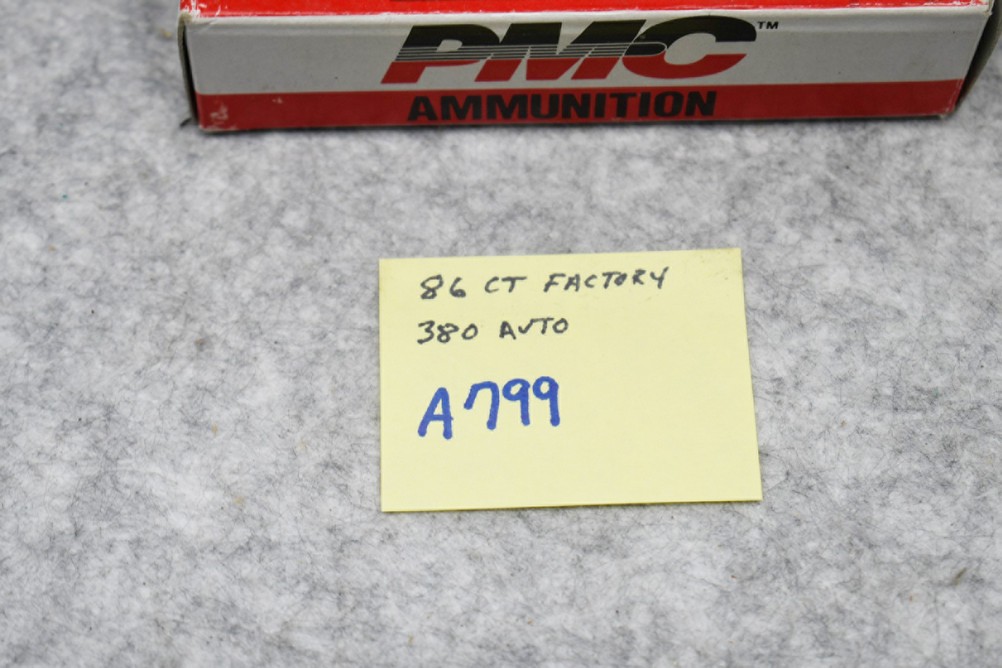 PMC™
AMMUNITION
86 CT FACTORY
380 AUTO
A799